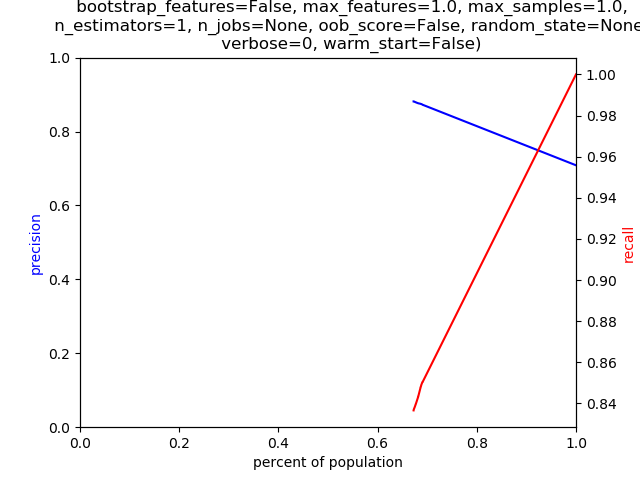 bootstrap_features=False, max_features=1.0, max_samples=1.0,
n_estimators=1, n_jobs=None, oob_score=False, random_state=None
verbose=0, warm_start=False)
1.0
0.8
0.6
0.4
0.2
0.0
precision
0.0 0.2 0.4 0.6 0.8 1.0
percent of population
1.00
0.98
0.96
0.94
0.92
0.90
0.88
0.86
0.84
recall